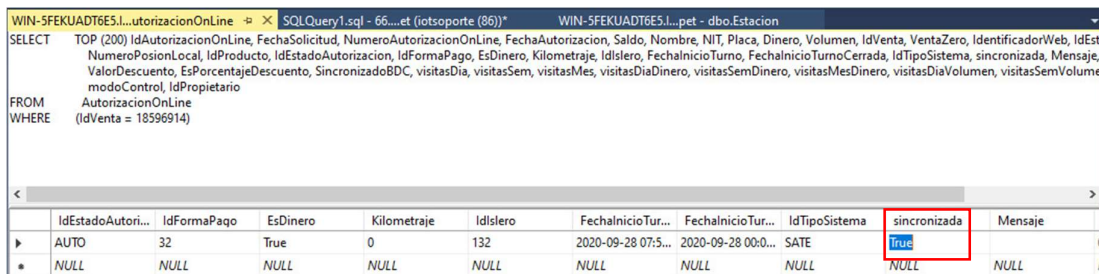 WIN-5FEKUADT6E5.I...utorizacionOnLine SQLQuery1.sql - 66....et (iotsoporte (86))* WIN-5FEKUADT6E5.I...pet - dbo.Estacion
SELECT TOP (200) IdAutorizacionOnLine, FechaSolicitud, NumeroAutorizacionOnLine, FechaAutorizacion, Saldo, Nombre, NIT, Placa, Dinero, Volumen, IdVenta, VentaZero, IdentificadorWeb, IdEst
NumeroPosionLocal, IdProducto, IdEstadoAutorizacion, IdFormaPago, EsDinero, Kilometraje, IdIslero, FechaInicioTurno, FechaInicioTurnoCerrada, IdTipoSistema, sincronizada, Mensaje,
ValorDescuento, EsPorcentajeDescuento, SincronizadoBDC, visitasDia, visitasSem, visitasMes, visitasDiaDinero, visitasSemDinero, visitasMesDinero, visitasDiaVolumen, visitasSemVolume
modoControl, IdPropietario
FROM AutorizacionOnLine
WHERE (IdVenta = 18596914)
IdEstadoAutori... IdFormaPago EsDinero Kilometraje IdIslero FechaInicioTur... FechaInicioTur... IdTipoSistema sincronizada Mensaje
AUTO 32 True 0 132 2020-09-28 07:5... 2020-09-28 00:0... SATE True
NULL NULL NULL NULL NULL NULL NULL NULL NULL NULL